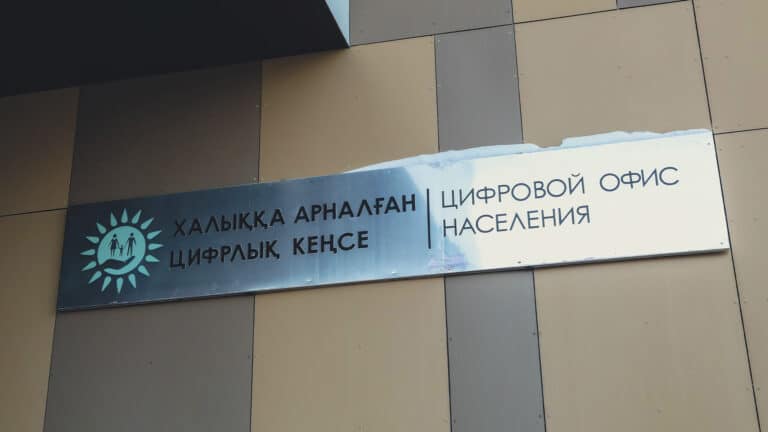 ХАЛЫҚҚА АРНАЛҒАН
ЦИФРЛЫҚ КЕҢСЕ
ЦИФРОВОЙ ОФИС
НАСЕЛЕНИЯ